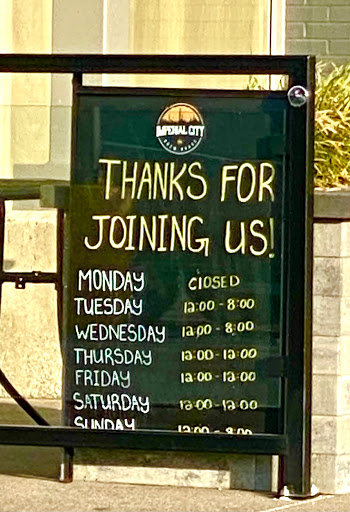 IMPERIAL CITY
BREW HOUSE
THANKS FOR
JOINING US!
MONDAY CLOSED
TUESDAY 12:00 - 8:00
WEDNESDAY 12:00 - 8:00
THURSDAY 12:00 - 12:00
FRIDAY 12:00 - 12:00
SATURDAY 12:00 - 12:00
SUNDAY 12:00 - 8:00